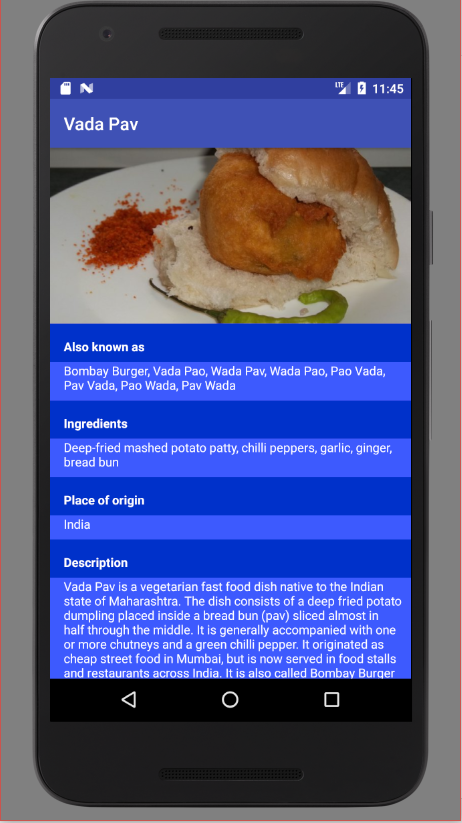 LTE 11:45
Vada Pav
Also known as
Bombay Burger, Vada Pao, Wada Pav, Wada Pao, Pao Vada,
Pav Vada, Pao Wada, Pav Wada
Ingredients
Deep-fried mashed potato patty, chilli peppers, garlic, ginger,
bread bun
Place of origin
India
Description
Vada Pav is a vegetarian fast food dish native to the Indian
state of Maharashtra. The dish consists of a deep fried potato
dumpling placed inside a bread bun (pav) sliced almost in
half through the middle. It is generally accompanied with one
or more chutneys and a green chilli pepper. It originated as
cheap street food in Mumbai, but is now served in food stalls
and restaurants across India. It is also called Bombay Burger